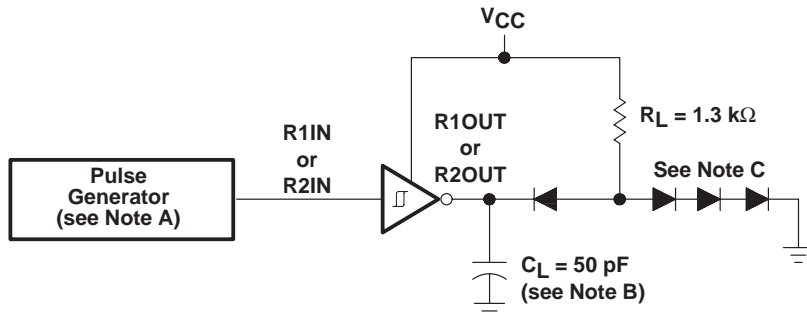 VCC
R1IN
or
R2IN
R1OUT
or
R2OUT
RL = 1.3 kΩ
See Note C
Pulse
Generator
(see Note A)
CL = 50 pF
(see Note B)